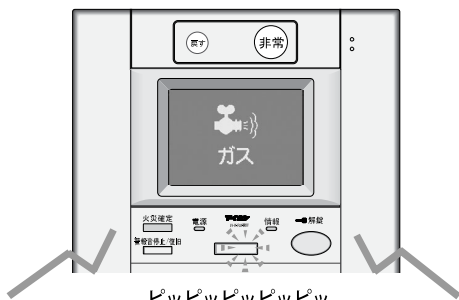 戻す
非常
ガス
火災確定
電源
情報
解錠
警報音停止/復旧
ピッピッピッピッピッ